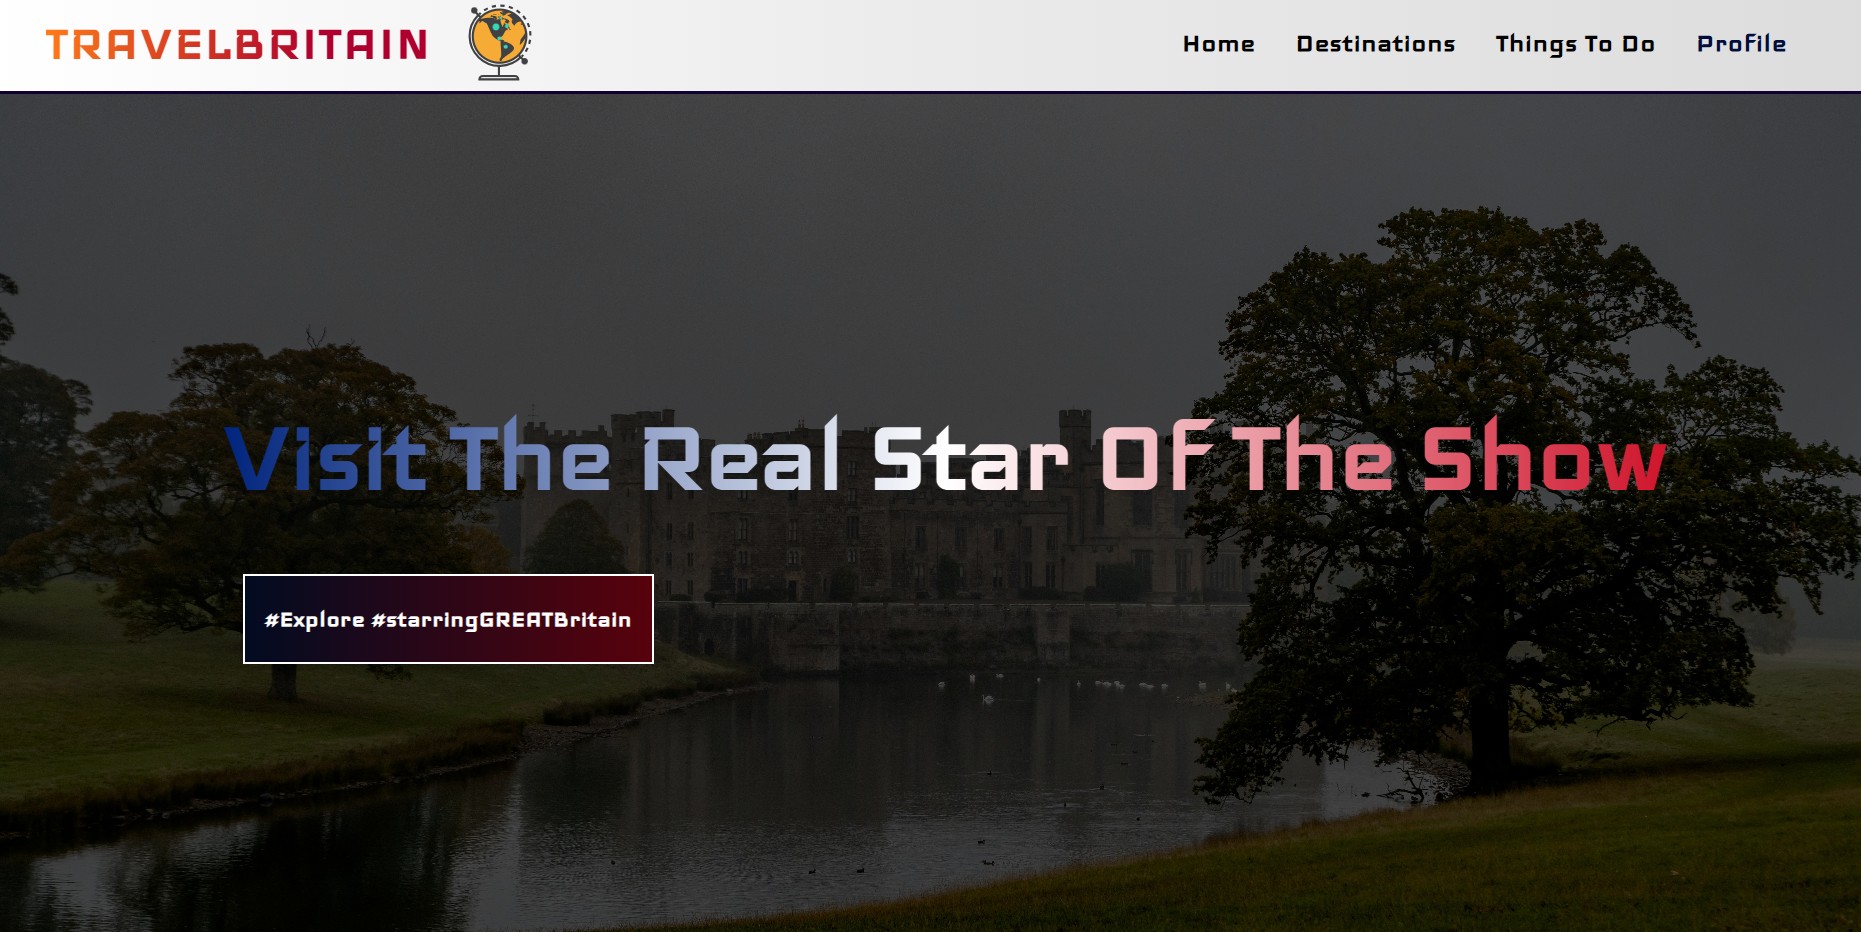 TRAVELBRITAIN
Home Destinations Things To Do Profile
Visit The Real Star Of The Show
#Explore #starringGREATBritain